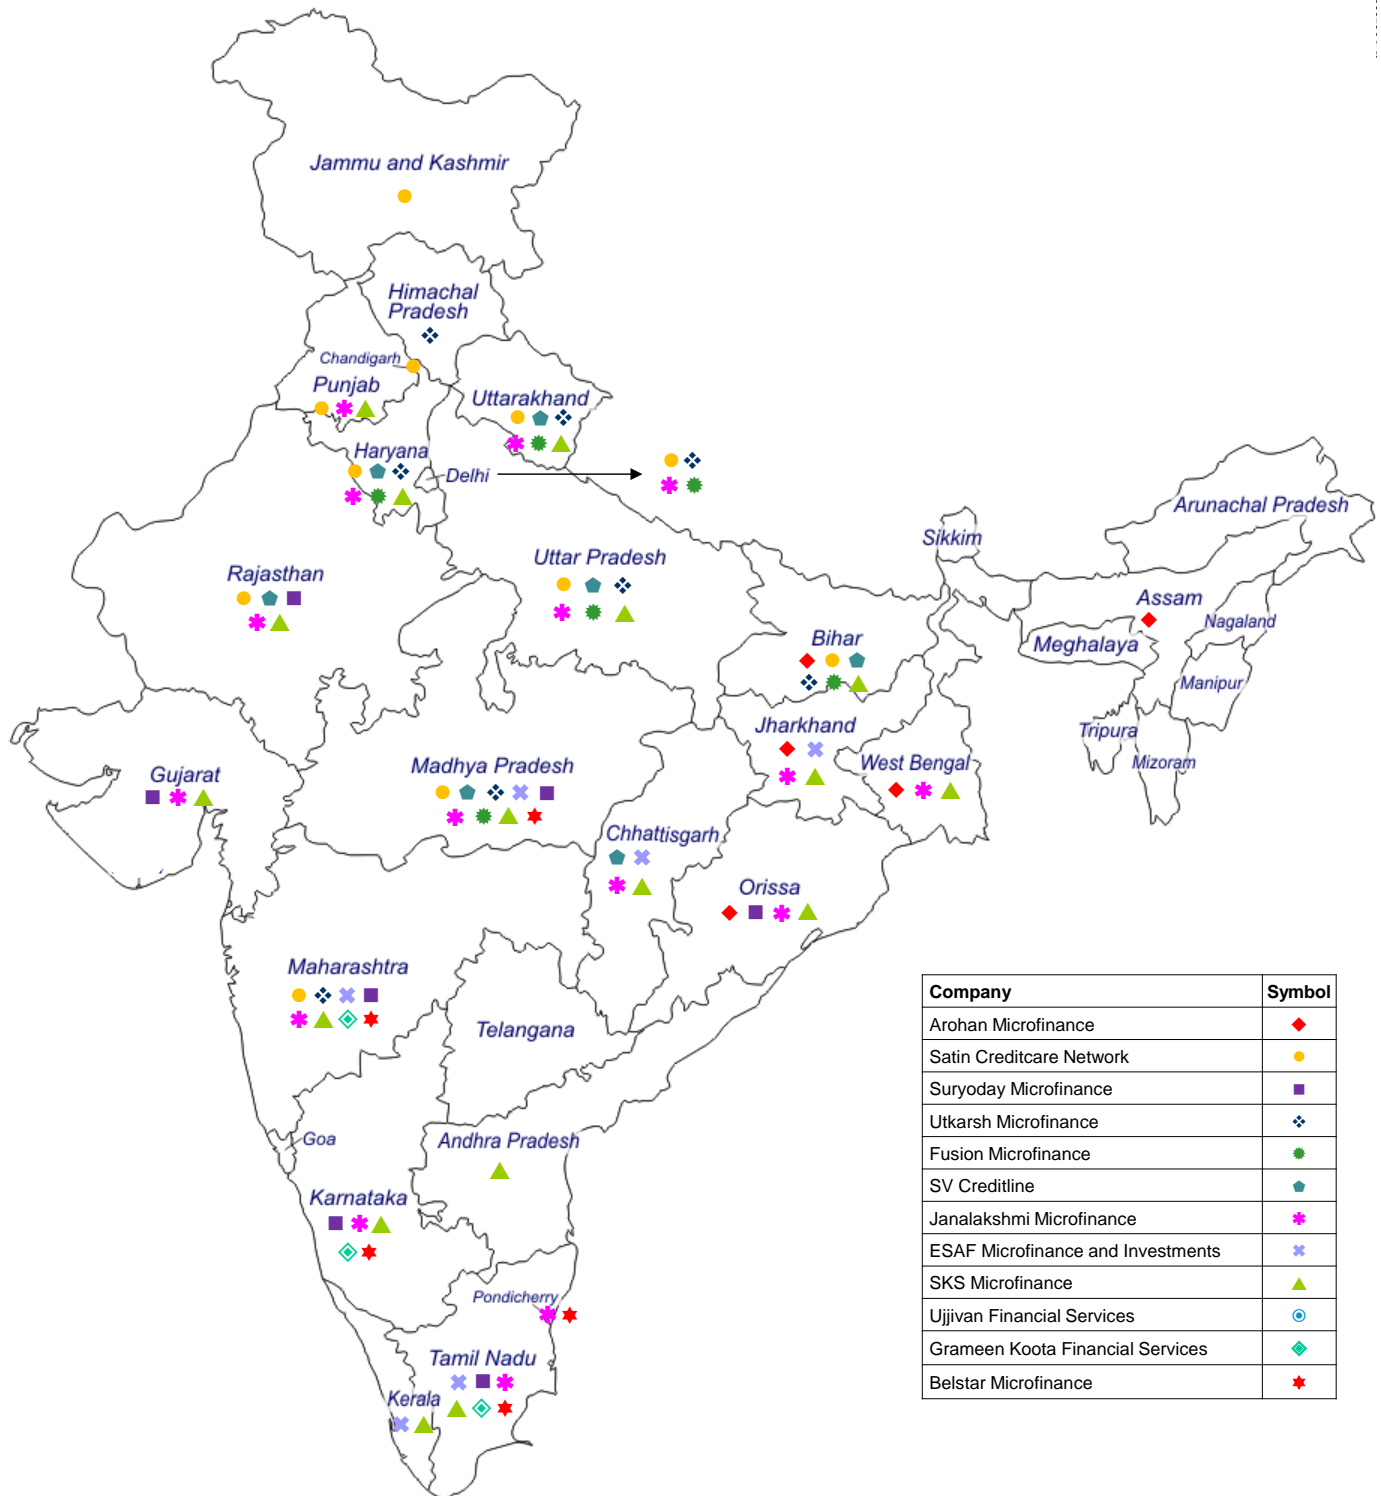 Jammu and Kashmir
Himachal
Pradesh
Chandigarh
Punjab
Uttarakhand
Haryana
Delhi
Arunachal Pradesh
Sikkim
Uttar Pradesh
Rajasthan
Assam
Nagaland
Bihar
Meghalaya
Manipur
Jharkhand
Tripura
West Bengal
Mizoram
Gujarat
Madhya Pradesh
Chhattisgarh
Orissa
Maharashtra
Telangana
Goa
Andhra Pradesh
Karnataka
Pondicherry
Tamil Nadu
Kerala
Company Symbol
Arohan Microfinance
Satin Creditcare Network
Suryoday Microfinance
Utkarsh Microfinance
Fusion Microfinance
SV Creditline
Janalakshmi Microfinance
ESAF Microfinance and Investments
SKS Microfinance
Ujjivan Financial Services
Grameen Koota Financial Services
Belstar Microfinance